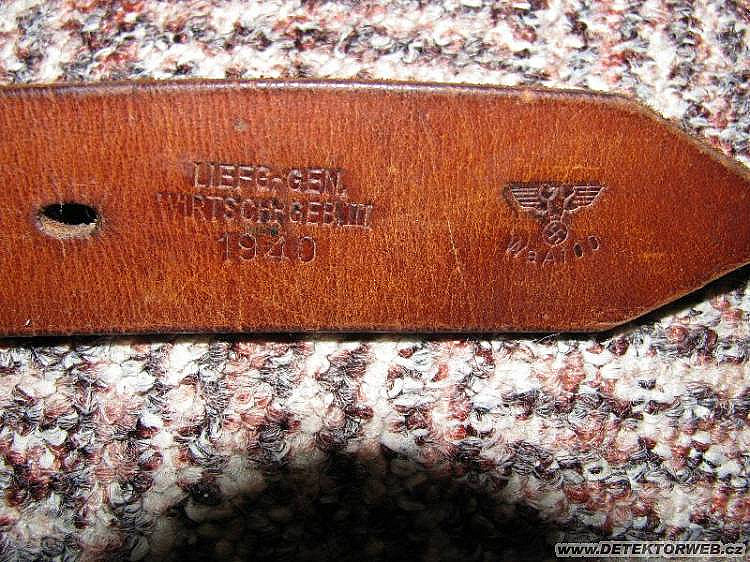 LIEFG.-GEN.
WIRTSCH.-GEB.III
1940
WaA100
www.DETEKTORWEB.cz